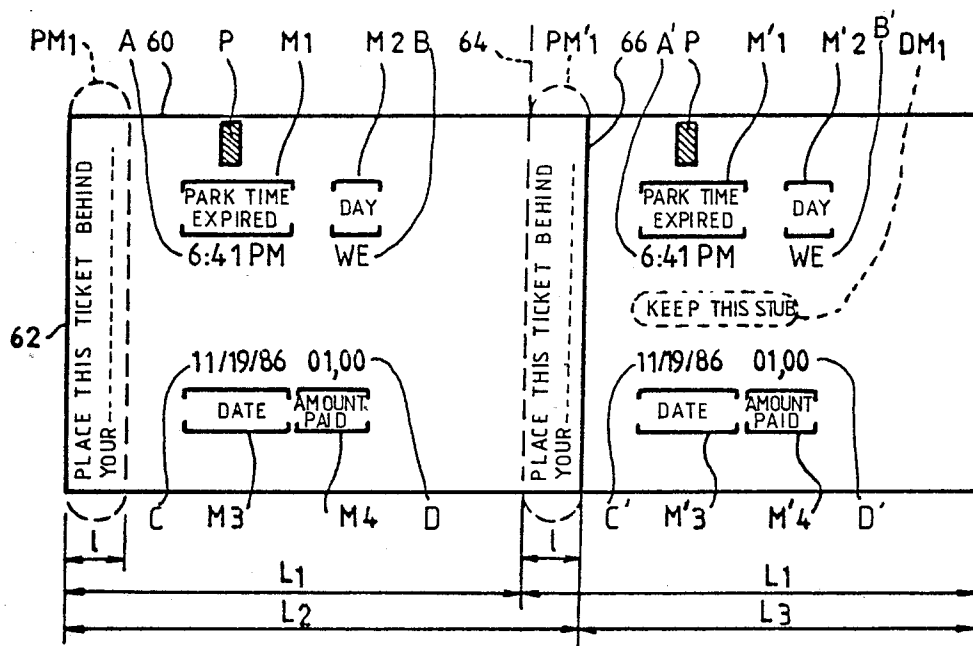 PM1 A 60 P M1 M2 B 64 PM'1 66 A' P M'1 M'2 B' DM1
PLACE THIS TICKET BEHIND
YOUR
PARK TIME
EXPIRED
DAY
6:41 PM WE
11/19/86 01,00
DATE
AMOUNT
PAID
62
PLACE THIS TICKET BEHIND
YOUR
PARK TIME
EXPIRED
DAY
6:41 PM WE
KEEP THIS STUB
11/19/86 01,00
DATE
AMOUNT
PAID
C M3 M4 D C' M'3 M'4 D'
l l
L1 L1
L2 L3